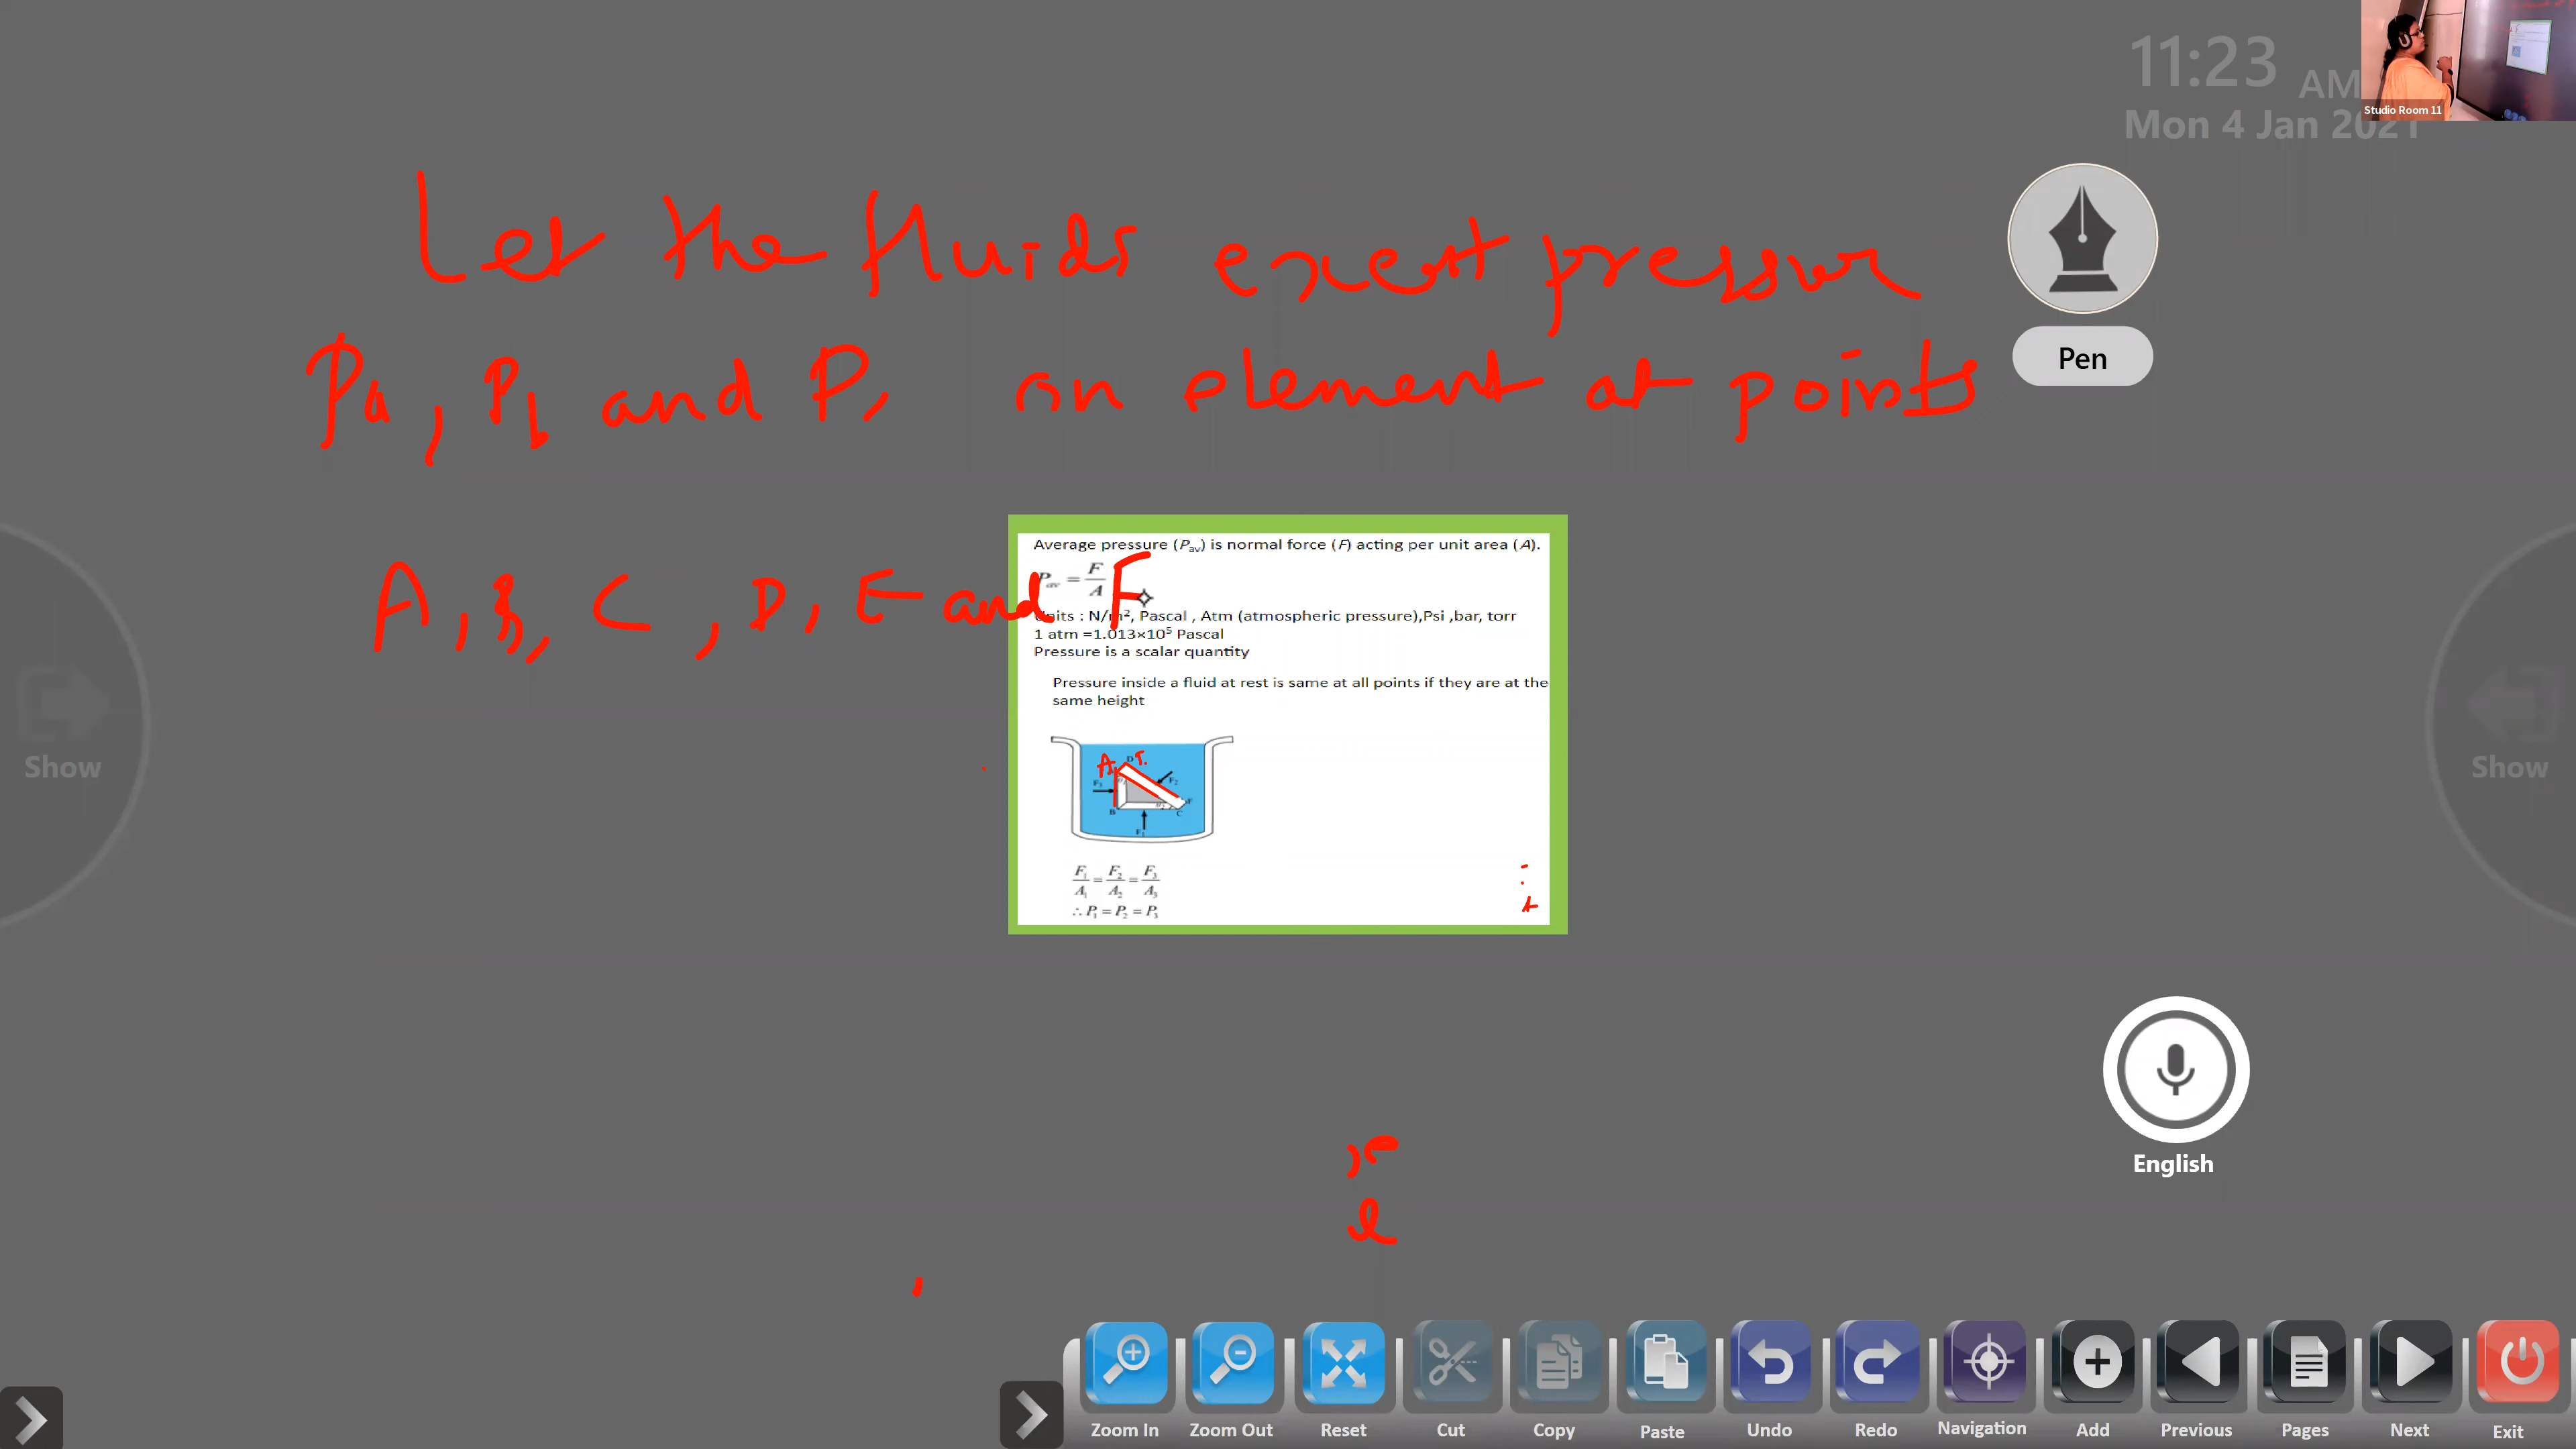 11:23 AM
Mon 4 Jan 2021
Studio Room 11
Let the fluids exert pressur
Pa, Pb and P, on element at points
A, B, C, D, E and F
Pen
Average pressure (Pav) is normal force (F) acting per unit area (A).
Pav = F/A
Units : N/m², Pascal , Atm (atmospheric pressure),Psi ,bar, torr
1 atm =1.013×10⁵ Pascal
Pressure is a scalar quantity
Pressure inside a fluid at rest is same at all points if they are at the
same height
A D
F₃ F₂
F
B C
F₁
F₁/A₁ = F₂/A₂ = F₃/A₃
∴ P₁ = P₂ = P₃
Show
Show
English
Zoom In Zoom Out Reset Cut Copy Paste Undo Redo Navigation Add Previous Pages Next Exit